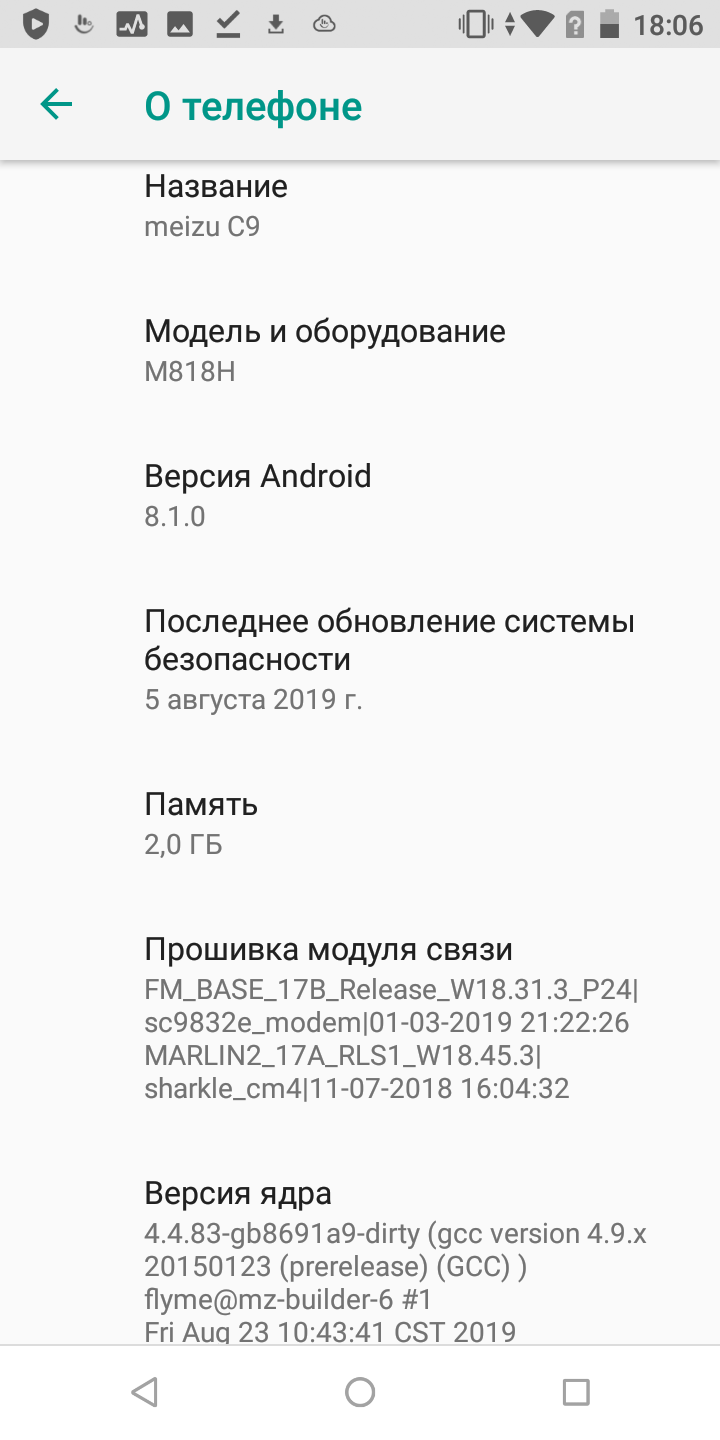 18:06
О телефоне
Название
meizu C9
Модель и оборудование
M818H
Версия Android
8.1.0
Последнее обновление системы
безопасности
5 августа 2019 г.
Память
2,0 ГБ
Прошивка модуля связи
FM_BASE_17B_Release_W18.31.3_P24|
sc9832e_modem|01-03-2019 21:22:26
MARLIN2_17A_RLS1_W18.45.3|
sharkle_cm4|11-07-2018 16:04:32
Версия ядра
4.4.83-gb8691a9-dirty (gcc version 4.9.x
20150123 (prerelease) (GCC) )
flyme@mz-builder-6 #1
Fri Aug 23 10:43:41 CST 2019